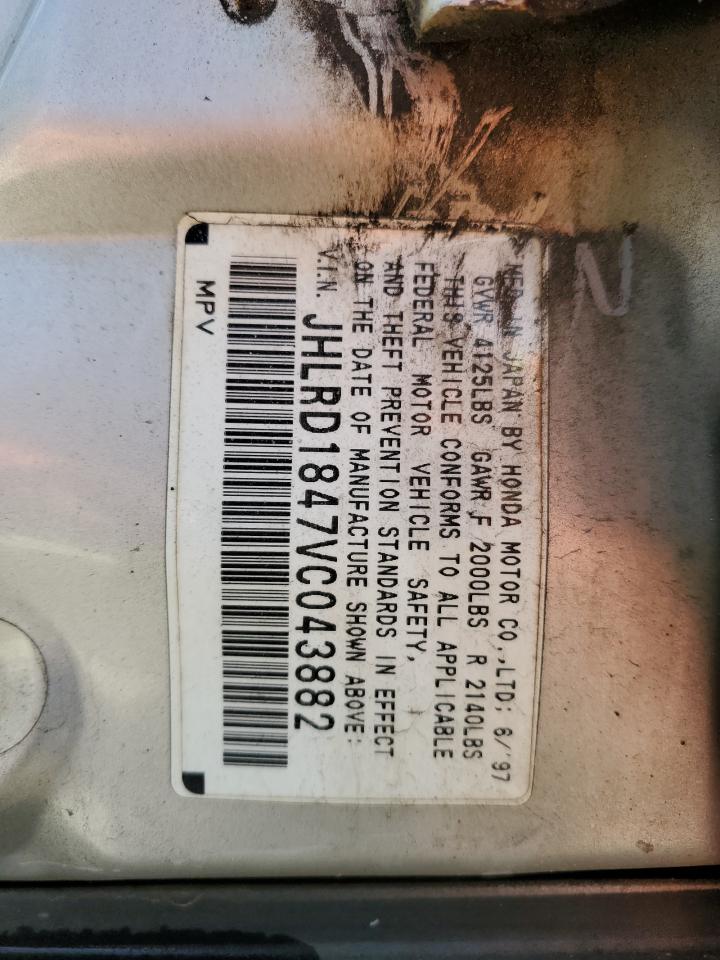 MFD IN JAPAN BY HONDA MOTOR CO.,LTD; 6/'97
GVWR 4125LBS GAWR F 2000LBS R 2140LBS
THIS VEHICLE CONFORMS TO ALL APPLICABLE
FEDERAL MOTOR VEHICLE SAFETY,
AND THEFT PREVENTION STANDARDS IN EFFECT
ON THE DATE OF MANUFACTURE SHOWN ABOVE:
V.I.N. JHLRD1847VC043882
MPV
N